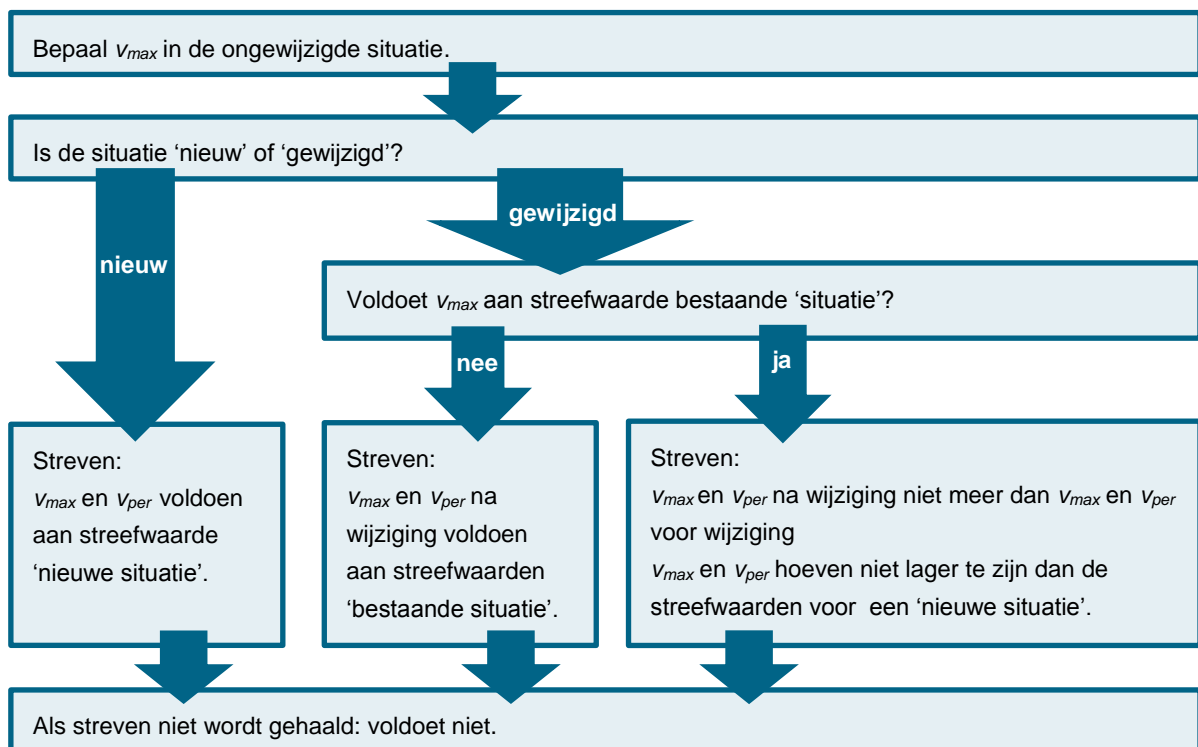 Bepaal vmax in de ongewijzigde situatie.
Is de situatie ‘nieuw’ of ‘gewijzigd’?
gewijzigd
nieuw
Voldoet vmax aan streefwaarde bestaande ‘situatie’?
nee
ja
Streven:
vmax en vper voldoen
aan streefwaarde
‘nieuwe situatie’.
Streven:
vmax en vper na
wijziging voldoen
aan streefwaarden
‘bestaande situatie’.
Streven:
vmax en vper na wijziging niet meer dan vmax en vper
voor wijziging
vmax en vper hoeven niet lager te zijn dan de
streefwaarden voor een ‘nieuwe situatie’.
Als streven niet wordt gehaald: voldoet niet.